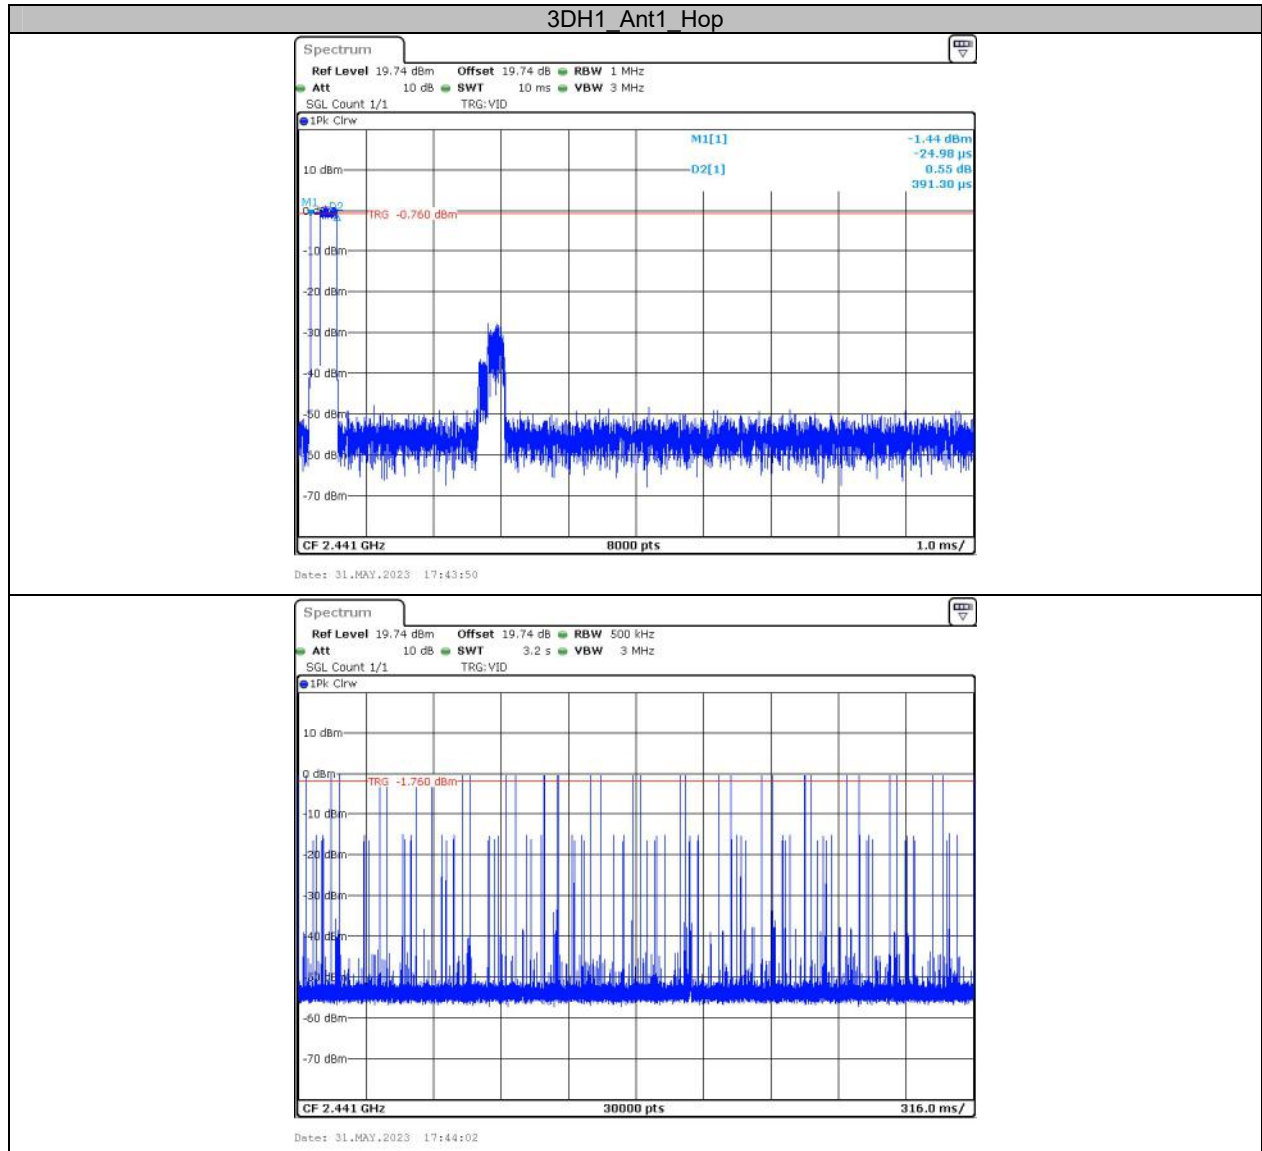 3DH1_Ant1_Hop
Spectrum
Ref Level 19.74 dBm Offset 19.74 dB RBW 1 MHz
Att 10 dB SWT 10 ms VBW 3 MHz
SGL Count 1/1 TRG:VID
1Pk Clrw
M1[1] -1.44 dBm
-24.98 µs
10 dBm D2[1] 0.55 dB
391.30 µs
M1 D2
0 dBm TRG -0.760 dBm
-10 dBm
-20 dBm
-30 dBm
-40 dBm
-50 dBm
-60 dBm
-70 dBm
CF 2.441 GHz 8000 pts 1.0 ms/
Date: 31.MAY.2023 17:43:50
Spectrum
Ref Level 19.74 dBm Offset 19.74 dB RBW 500 kHz
Att 10 dB SWT 3.2 s VBW 3 MHz
SGL Count 1/1 TRG:VID
1Pk Clrw
10 dBm
0 dBm
TRG -1.760 dBm
-10 dBm
-20 dBm
-30 dBm
-40 dBm
-50 dBm
-60 dBm
-70 dBm
CF 2.441 GHz 30000 pts 316.0 ms/
Date: 31.MAY.2023 17:44:02